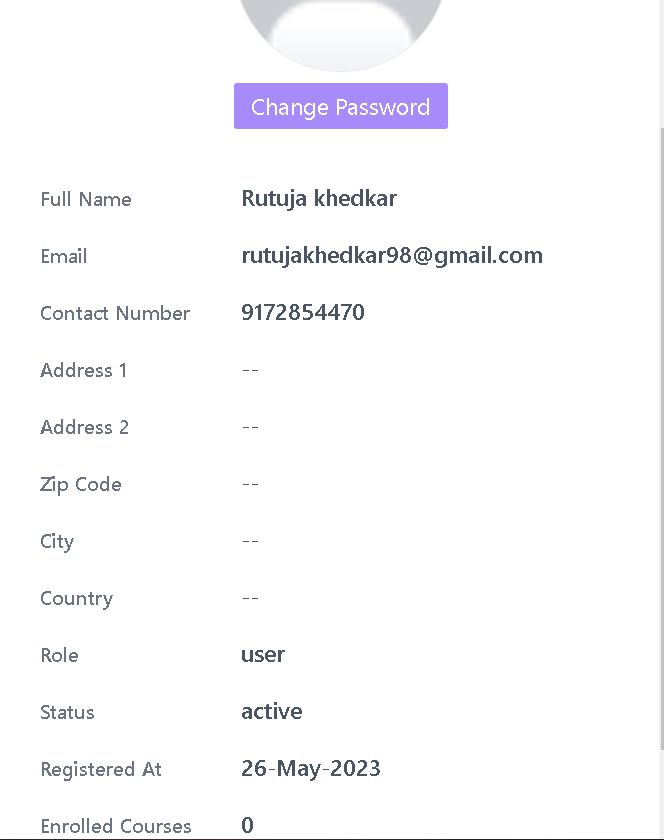 Change Password
Full Name Rutuja khedkar
Email rutujakhedkar98@gmail.com
Contact Number 9172854470
Address 1 --
Address 2 --
Zip Code --
City --
Country --
Role user
Status active
Registered At 26-May-2023
Enrolled Courses 0